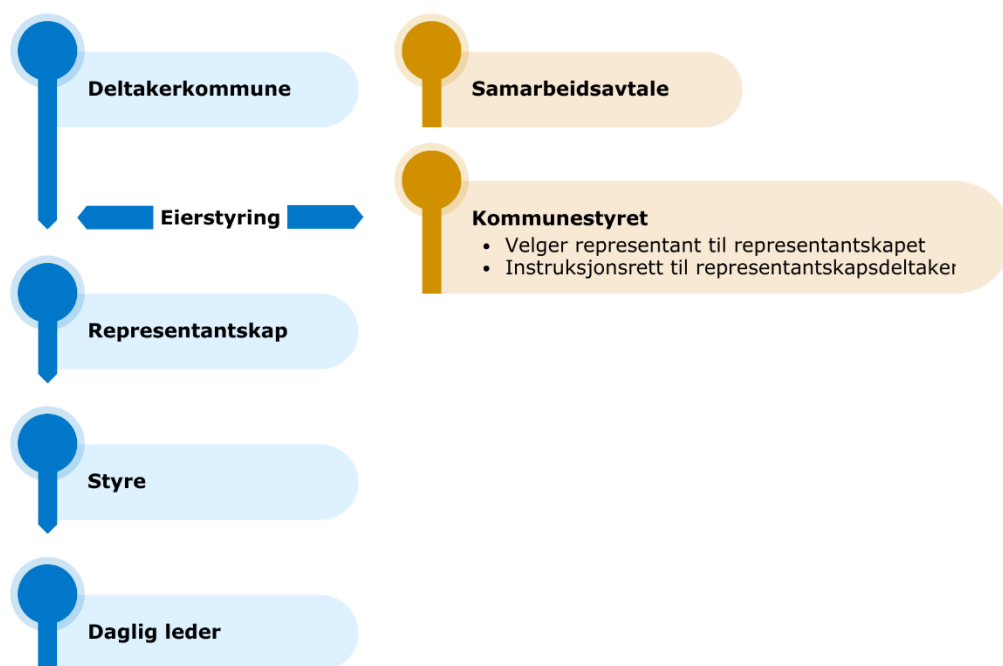 Deltakerkommune
Samarbeidsavtale
Eierstyring
Kommunestyret
• Velger representant til representantskapet
• Instruksjonsrett til representantskapsdeltaker
Representantskap
Styre
Daglig leder